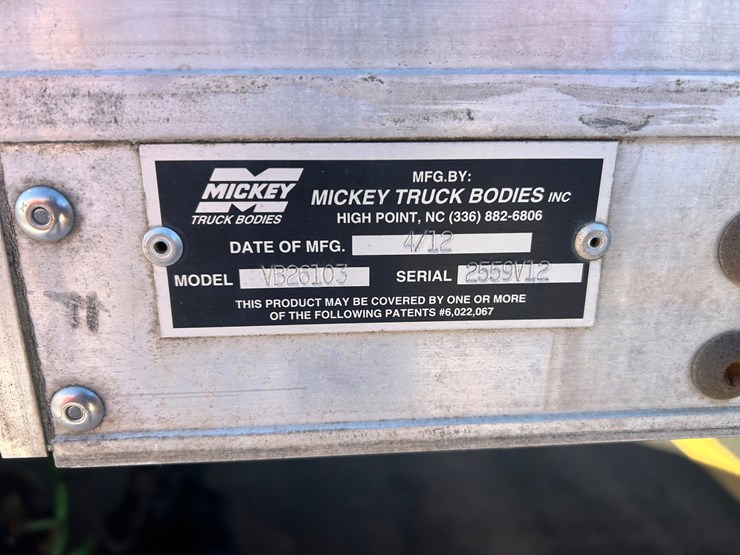 MICKEY
TRUCK BODIES
MFG.BY:
MICKEY TRUCK BODIES INC
HIGH POINT, NC (336) 882-6806
DATE OF MFG. 4/12
MODEL VB26103 SERIAL 2559V12
THIS PRODUCT MAY BE COVERED BY ONE OR MORE
OF THE FOLLOWING PATENTS #6,022,067